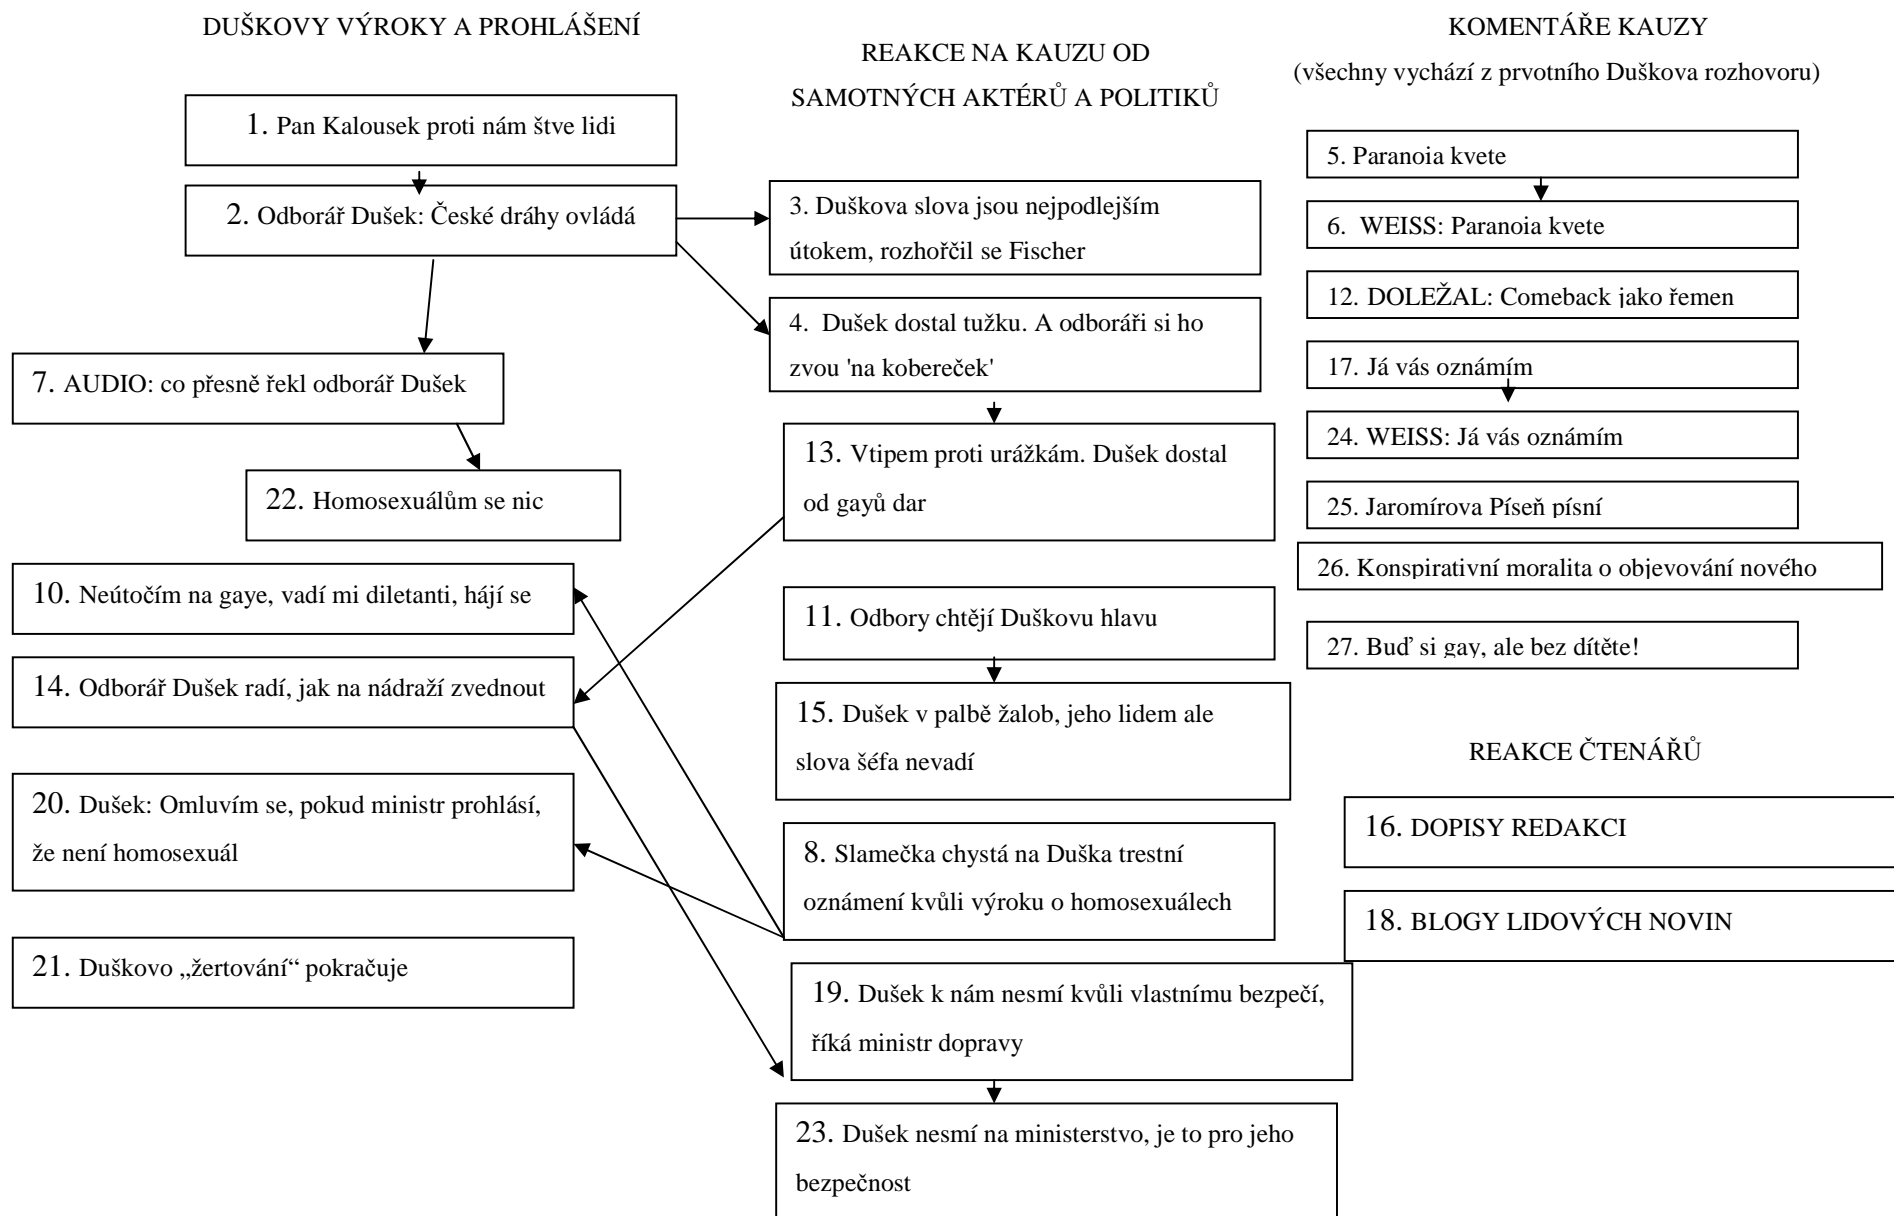 DUŠKOVY VÝROKY A PROHLÁŠENÍ
1. Pan Kalousek proti nám štve lidi
2. Odborář Dušek: České dráhy ovládá
7. AUDIO: co přesně řekl odborář Dušek
22. Homosexuálům se nic
10. Neútočím na gaye, vadí mi diletanti, hájí se
14. Odborář Dušek radí, jak na nádraží zvednout
20. Dušek: Omluvím se, pokud ministr prohlásí,
že není homosexuál
21. Duškovo „žertování“ pokračuje
REAKCE NA KAUZU OD
SAMOTNÝCH AKTÉRŮ A POLITIKŮ
3. Duškova slova jsou nejpodlejším
útokem, rozhořčil se Fischer
4. Dušek dostal tužku. A odboráři si ho
zvou 'na kobereček'
13. Vtipem proti urážkám. Dušek dostal
od gayů dar
11. Odbory chtějí Duškovu hlavu
15. Dušek v palbě žalob, jeho lidem ale
slova šéfa nevadí
8. Slamečka chystá na Duška trestní
oznámení kvůli výroku o homosexuálech
19. Dušek k nám nesmí kvůli vlastnímu bezpečí,
říká ministr dopravy
23. Dušek nesmí na ministerstvo, je to pro jeho
bezpečnost
KOMENTÁŘE KAUZY
(všechny vychází z prvotního Duškova rozhovoru)
5. Paranoia kvete
6. WEISS: Paranoia kvete
12. DOLEŽAL: Comeback jako řemen
17. Já vás oznámím
24. WEISS: Já vás oznámím
25. Jaromírova Píseň písní
26. Konspirativní moralita o objevování nového
27. Buď si gay, ale bez dítěte!
REAKCE ČTENÁŘŮ
16. DOPISY REDAKCI
18. BLOGY LIDOVÝCH NOVIN